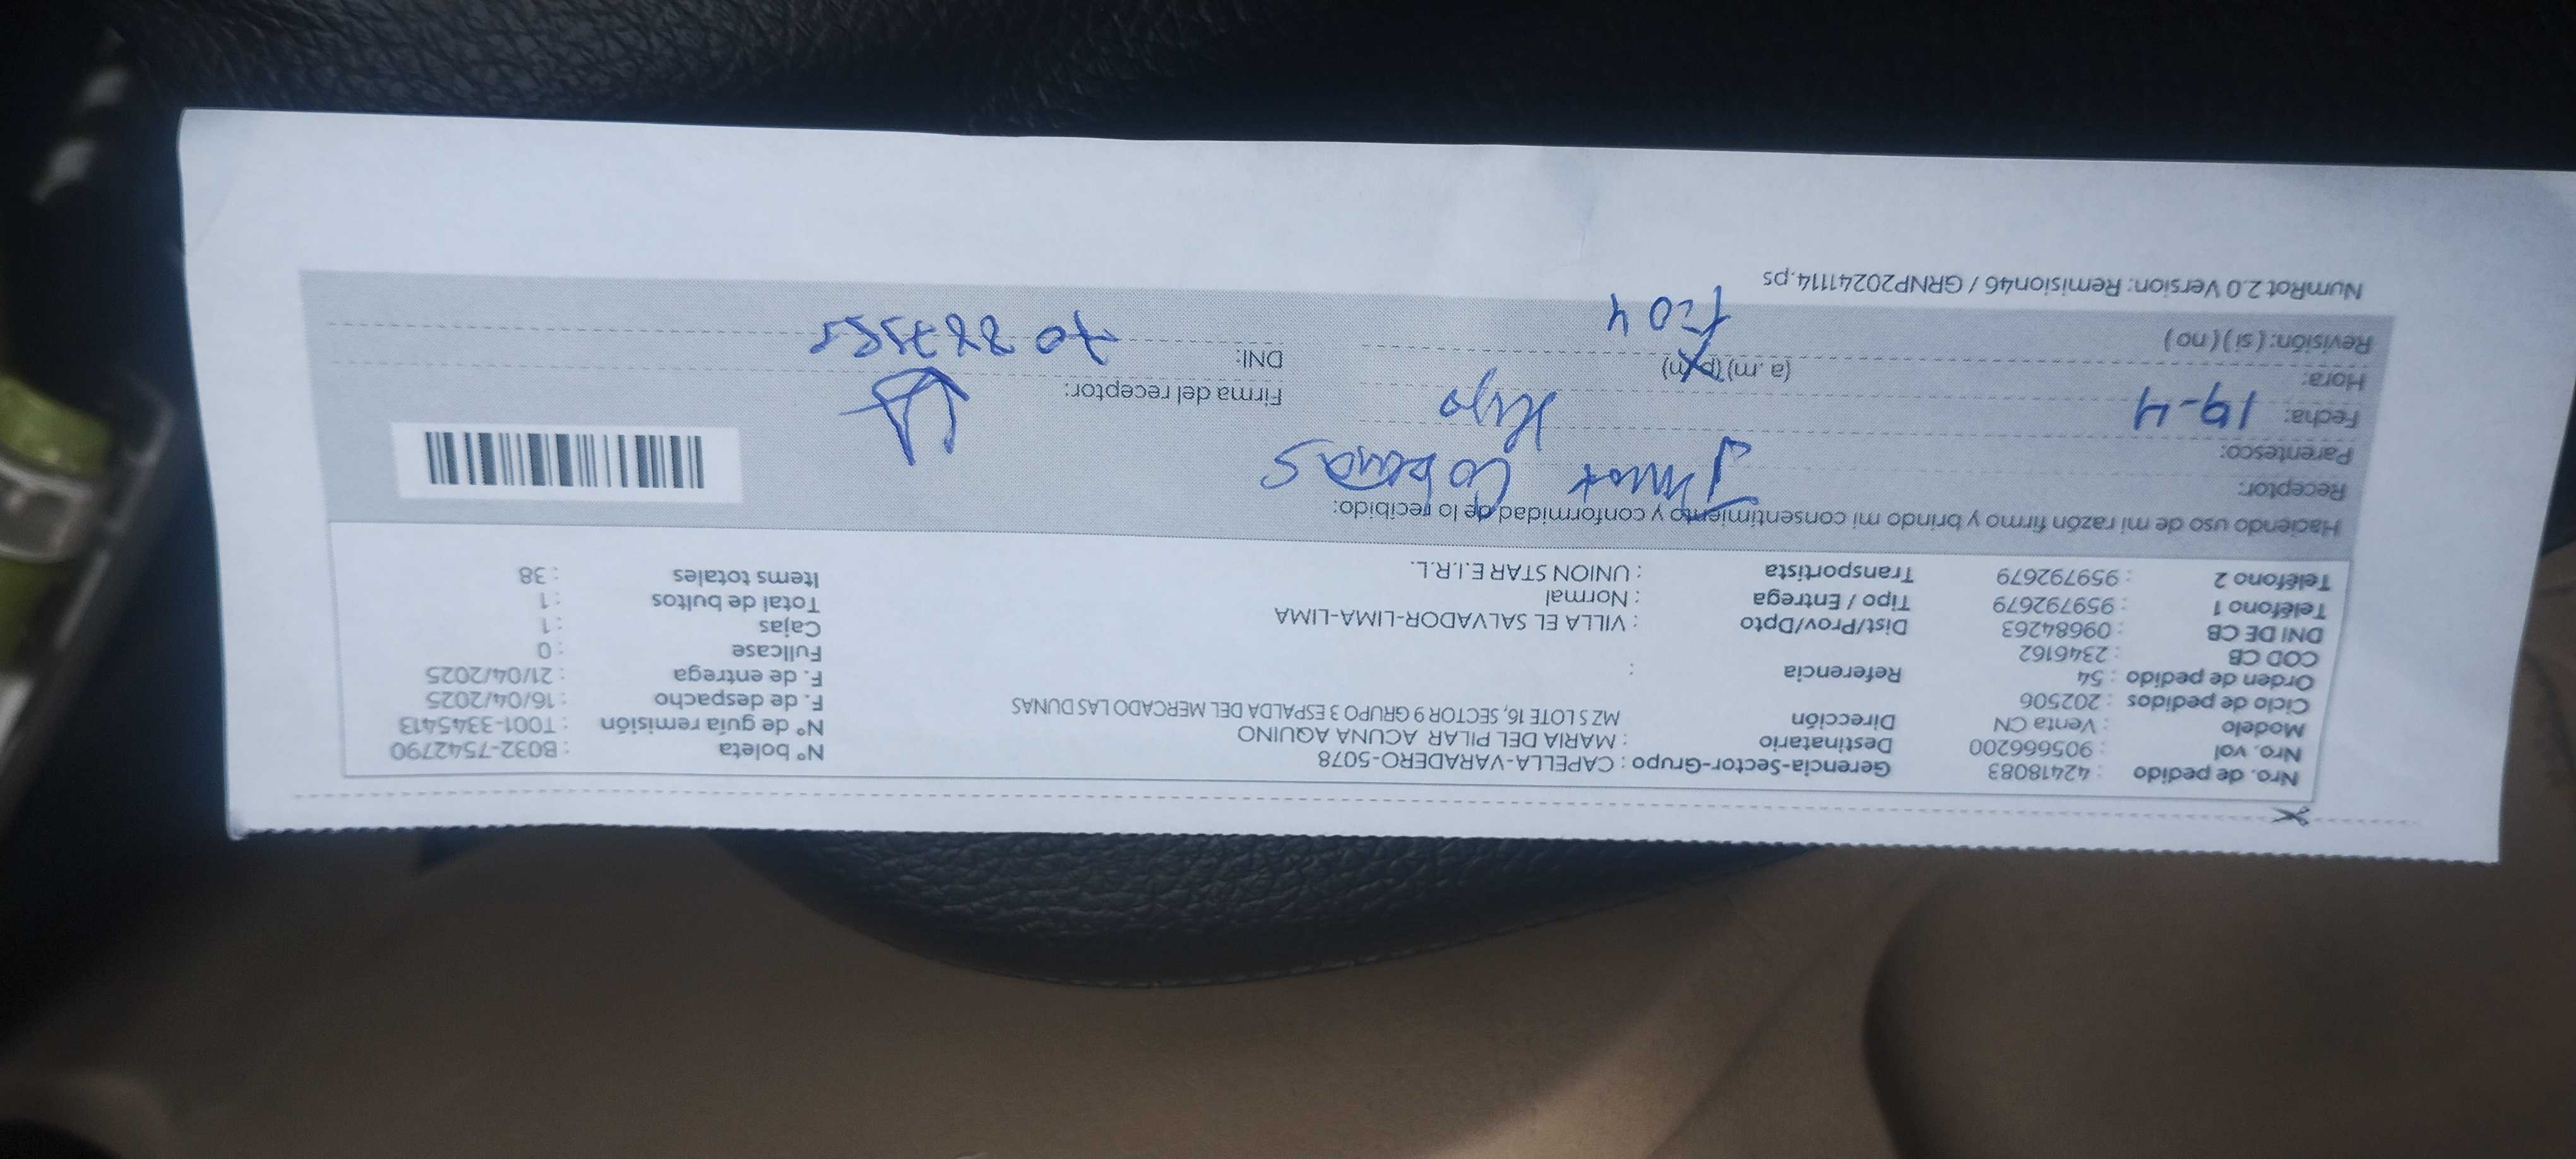 Nro. de pedido : 42418083 Gerencia-Sector-Grupo : CAPELLA-VARADERO-5078 N° boleta : B032-7542790
Nro. vol : 905666200 Destinatario : MARIA DEL PILAR ACUNA AQUINO N° de guía remisión : T001-3345413
Modelo : Venta CN Dirección MZ S LOTE 16, SECTOR 9 GRUPO 3 ESPALDA DEL MERCADO LAS DUNAS F. de despacho : 16/04/2025
Ciclo de pedidos : 202506 F. de entrega : 21/04/2025
Orden de pedido : 54 Referencia : Fullcase : 0
COD CB : 2346162 Cajas : 1
DNI DE CB : 09684263 Dist/Prov/Dpto : VILLA EL SALVADOR-LIMA-LIMA Total de bultos : 1
Teléfono 1 : 959792679 Tipo / Entrega : Normal Items totales : 38
Teléfono 2 : 959792679 Transportista : UNION STAR E.I.R.L.
Haciendo uso de mi razón firmo y brindo mi consentimiento y conformidad de lo recibido:
Receptor:
Parentesco: Hijo
Fecha: 19-4 Firma del receptor:
Hora: (a.m) (p.m) DNI:
Revisión: ( si ) ( no )
NumRot 2.0 Version: Remision46 / GRNP20241114.ps